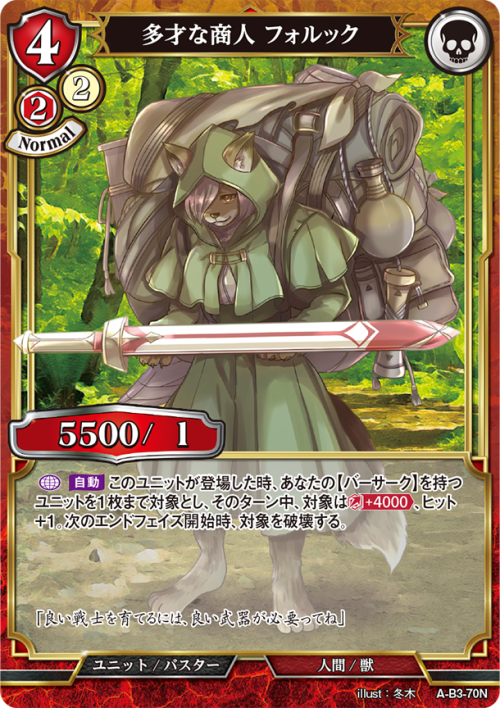 4
多才な商人 フォルック
2
2
Normal
5500/ 1
自動 このユニットが登場した時、あなたの【バーサーク】を持つ
ユニットを1枚まで対象とし、そのターン中、対象は+4000、ヒット
+1。次のエンドフェイズ開始時、対象を破壊する。
「良い戦士を育てるには、良い武器が必要ってね」
ユニット / バスター
人間 / 獣
illust:冬木
A-B3-70N